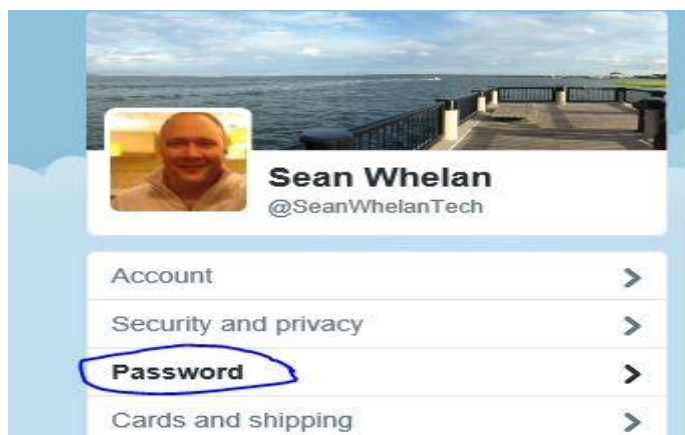 Sean Whelan
@SeanWhelanTech
Account
Security and privacy
Password
Cards and shipping